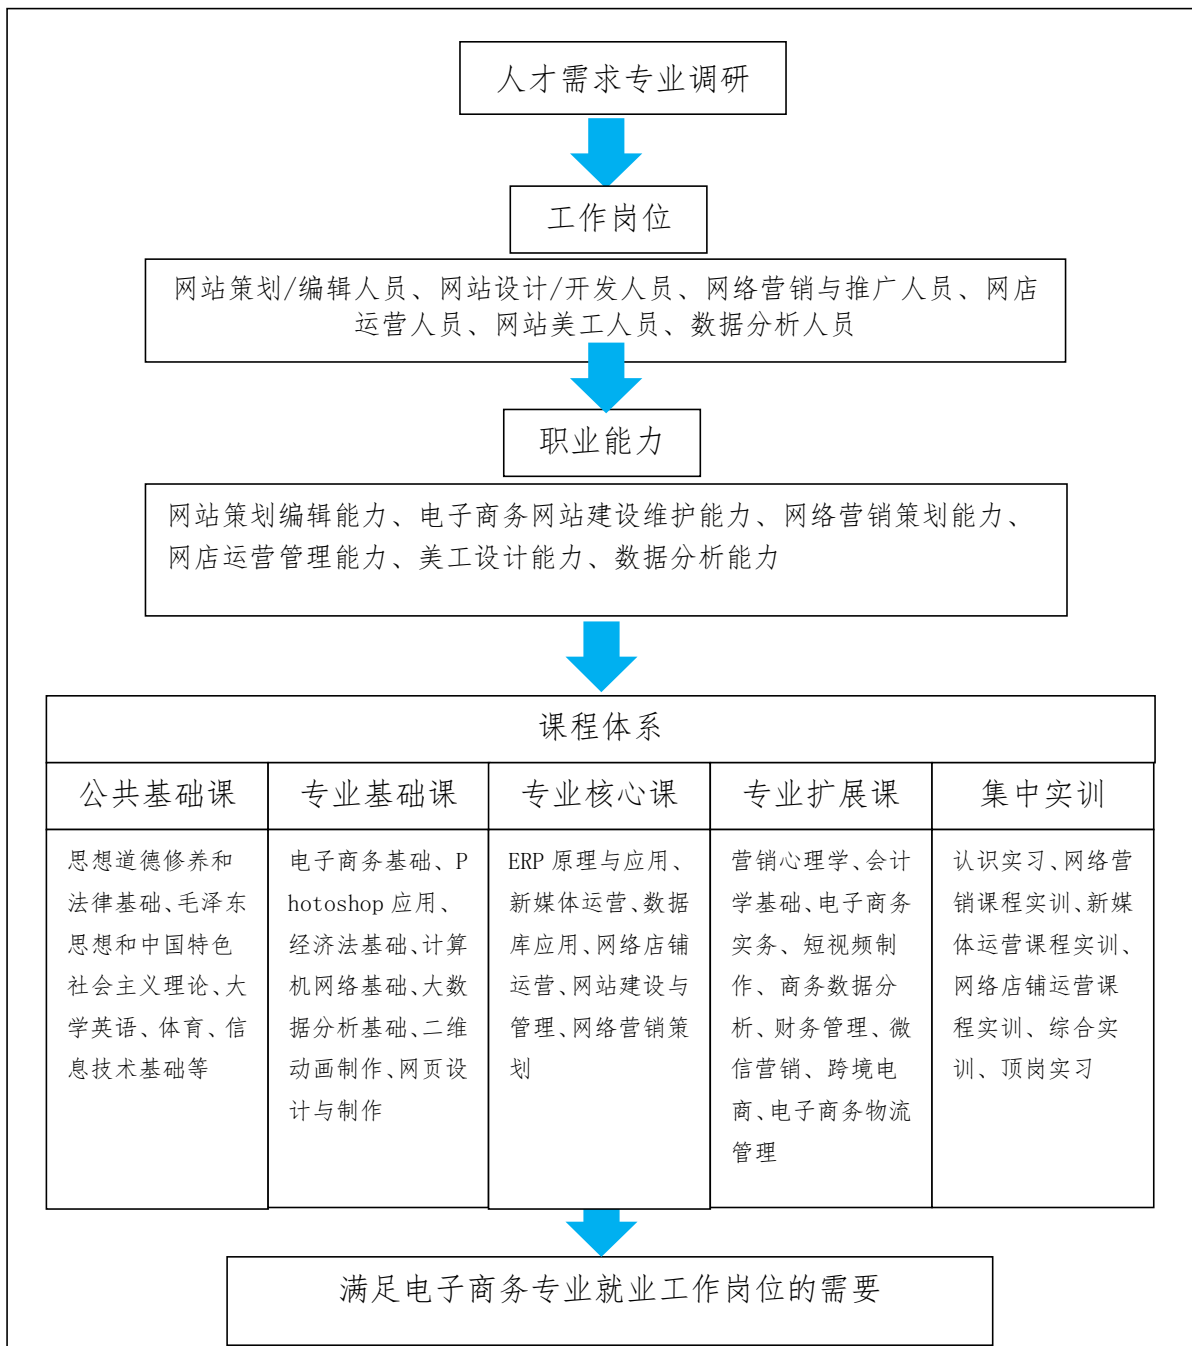 人才需求专业调研
工作岗位
网站策划/编辑人员、网站设计/开发人员、网络营销与推广人员、网店
运营人员、网站美工人员、数据分析人员
职业能力
网站策划编辑能力、电子商务网站建设维护能力、网络营销策划能力、
网店运营管理能力、美工设计能力、数据分析能力
课程体系
公共基础课
思想道德修养和
法律基础、毛泽东
思想和中国特色
社会主义理论、大
学英语、体育、信
息技术基础等
专业基础课
电子商务基础、P
hotoshop 应用、
经济法基础、计算
机网络基础、大数
据分析基础、二维
动画制作、网页设
计与制作
专业核心课
ERP 原理与应用、
新媒体运营、数据
库应用、网络店铺
运营、网站建设与
管理、网络营销策
划
专业扩展课
营销心理学、会计
学基础、电子商务
实务、短视频制
作、商务数据分
析、财务管理、微
信营销、跨境电
商、电子商务物流
管理
集中实训
认识实习、网络营
销课程实训、新媒
体运营课程实训、
网络店铺运营课
程实训、综合实
训、顶岗实习
满足电子商务专业就业工作岗位的需要